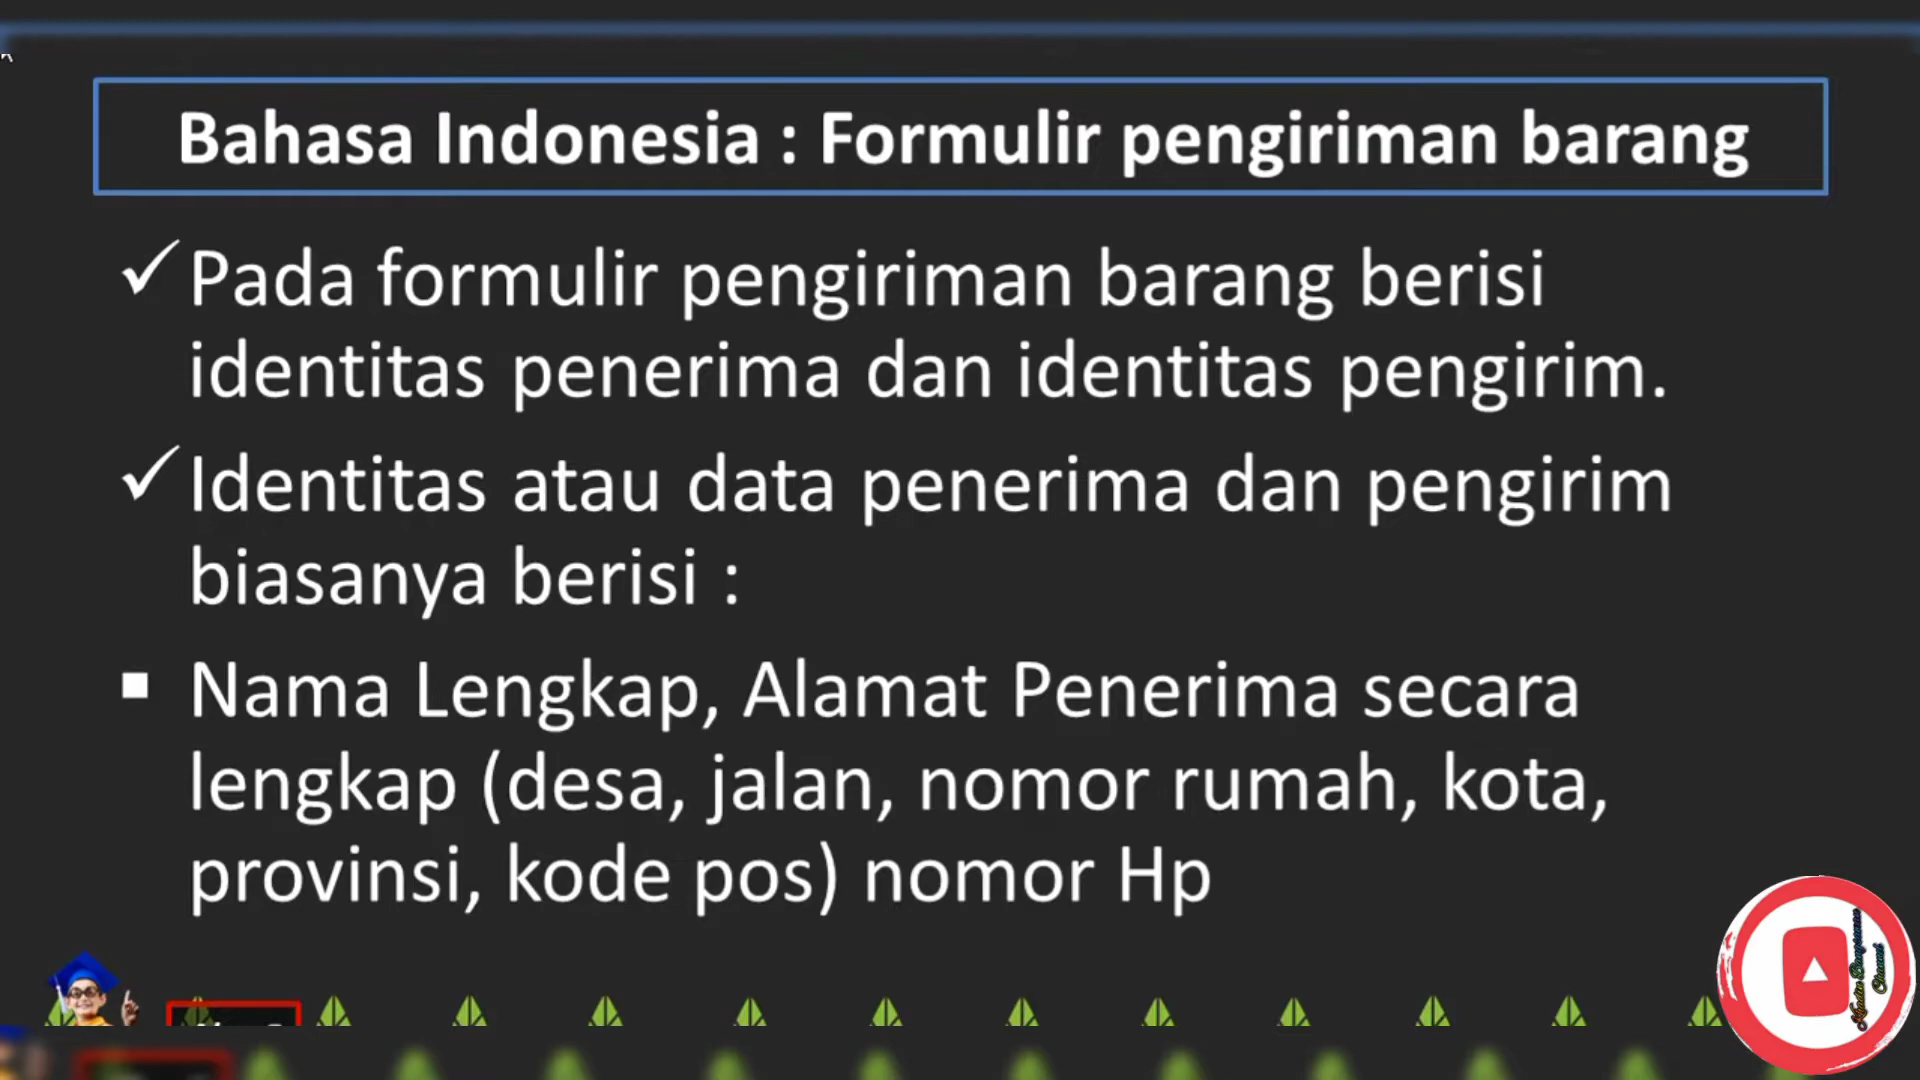 Bahasa Indonesia : Formulir pengiriman barang
✓ Pada formulir pengiriman barang berisi
identitas penerima dan identitas pengirim.
✓ Identitas atau data penerima dan pengirim
biasanya berisi :
▪ Nama Lengkap, Alamat Penerima secara
lengkap (desa, jalan, nomor rumah, kota,
provinsi, kode pos) nomor Hp